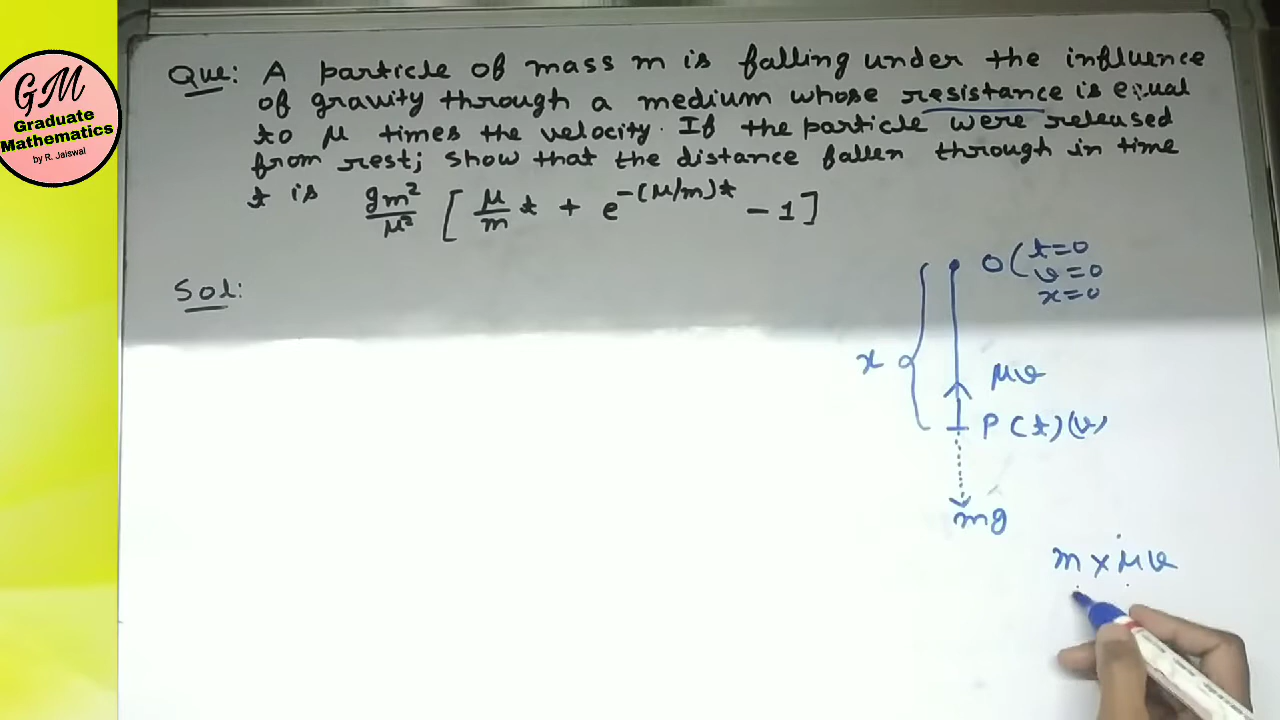 GM
Graduate
Mathematics
by R. Jaiswal
Que: A particle of mass m is falling under the influence
of gravity through a medium whose resistance is equal
to μ times the velocity. If the particle were released
from rest; show that the distance fallen through in time
t is gm²/μ² [ μ/m t + e^-(μ/m)t - 1 ]
Sol:
O (t=0
v=0
x=0
x
μv
P (t)(v)
mg
m × μv